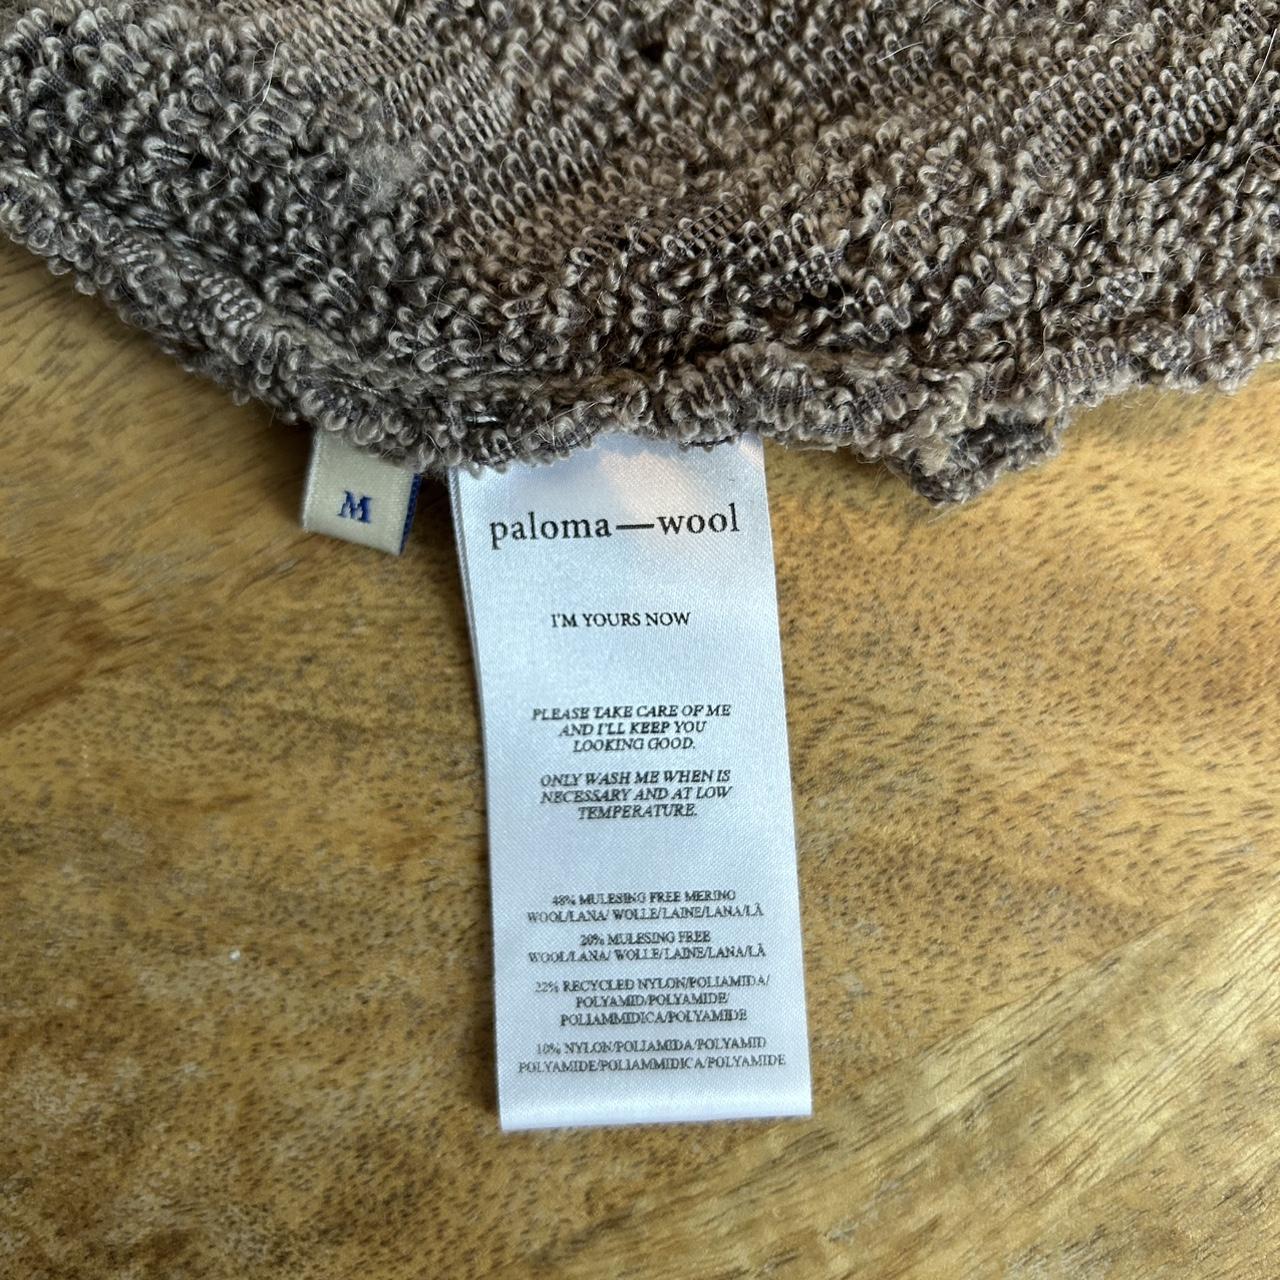 M
paloma—wool
I'M YOURS NOW
PLEASE TAKE CARE OF ME
AND I'LL KEEP YOU
LOOKING GOOD.
ONLY WASH ME WHEN IS
NECESSARY AND AT LOW
TEMPERATURE.
48% MULESING FREE MERINO
WOOL/LANA/ WOLLE/LAINE/LANA/LÃ
20% MULESING FREE
WOOL/LANA/ WOLLE/LAINE/LANA/LÃ
22% RECYCLED NYLON/POLIAMIDA/
POLYAMID/POLYAMIDE/
POLIAMMIDICA/POLYAMIDE
10% NYLON/POLIAMIDA/POLYAMID
POLYAMIDE/POLIAMMIDICA/POLYAMIDE